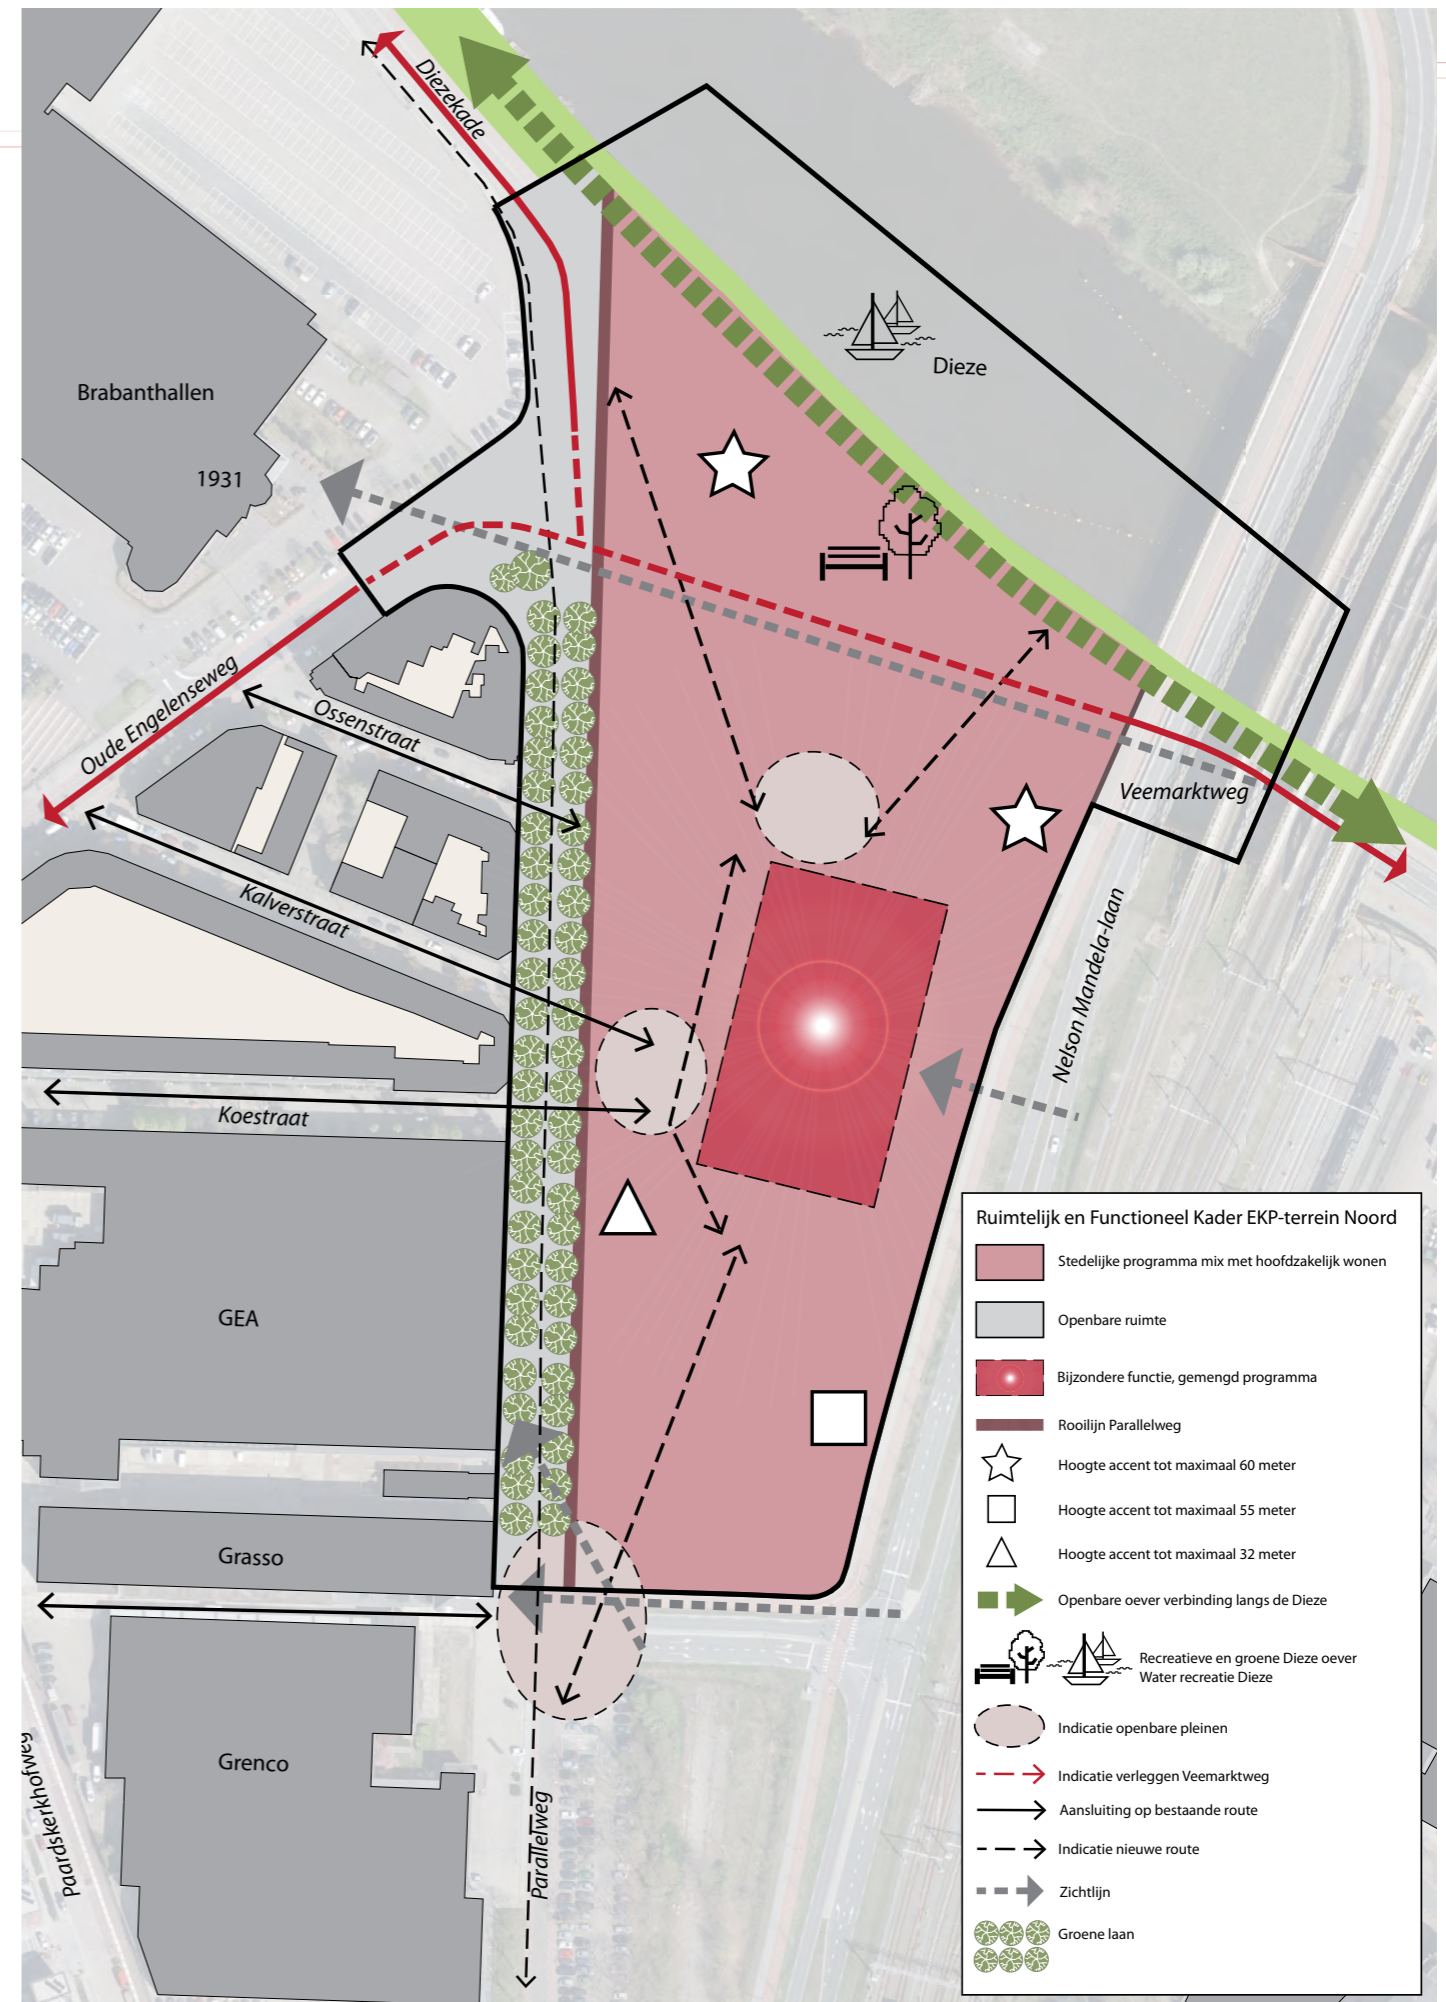 Diezekade
Dieze
Brabanthallen
1931
Oude Engelenseweg
Ossenstraat
Veemarktweg
Kalverstraat
Nelson Mandela-laan
Koestraat
GEA
Grasso
Grenco
Paardskerkhofweg
Parallelweg
Ruimtelijk en Functioneel Kader EKP-terrein Noord
Stedelijke programma mix met hoofdzakelijk wonen
Openbare ruimte
Bijzondere functie, gemengd programma
Rooilijn Parallelweg
Hoogte accent tot maximaal 60 meter
Hoogte accent tot maximaal 55 meter
Hoogte accent tot maximaal 32 meter
Openbare oever verbinding langs de Dieze
Recreatieve en groene Dieze oever
Water recreatie Dieze
Indicatie openbare pleinen
Indicatie verleggen Veemarktweg
Aansluiting op bestaande route
Indicatie nieuwe route
Zichtlijn
Groene laan